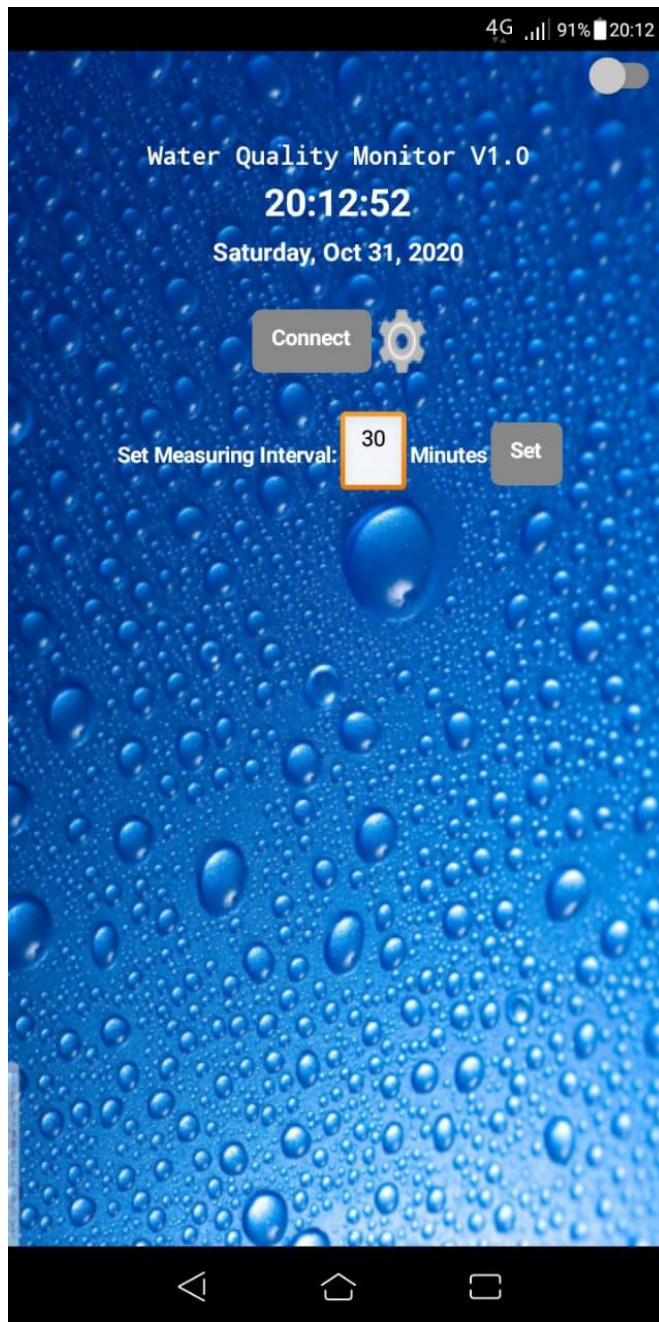 4G 91% 20:12
Water Quality Monitor V1.0
20:12:52
Saturday, Oct 31, 2020
Connect
Set Measuring Interval: 30 Minutes Set